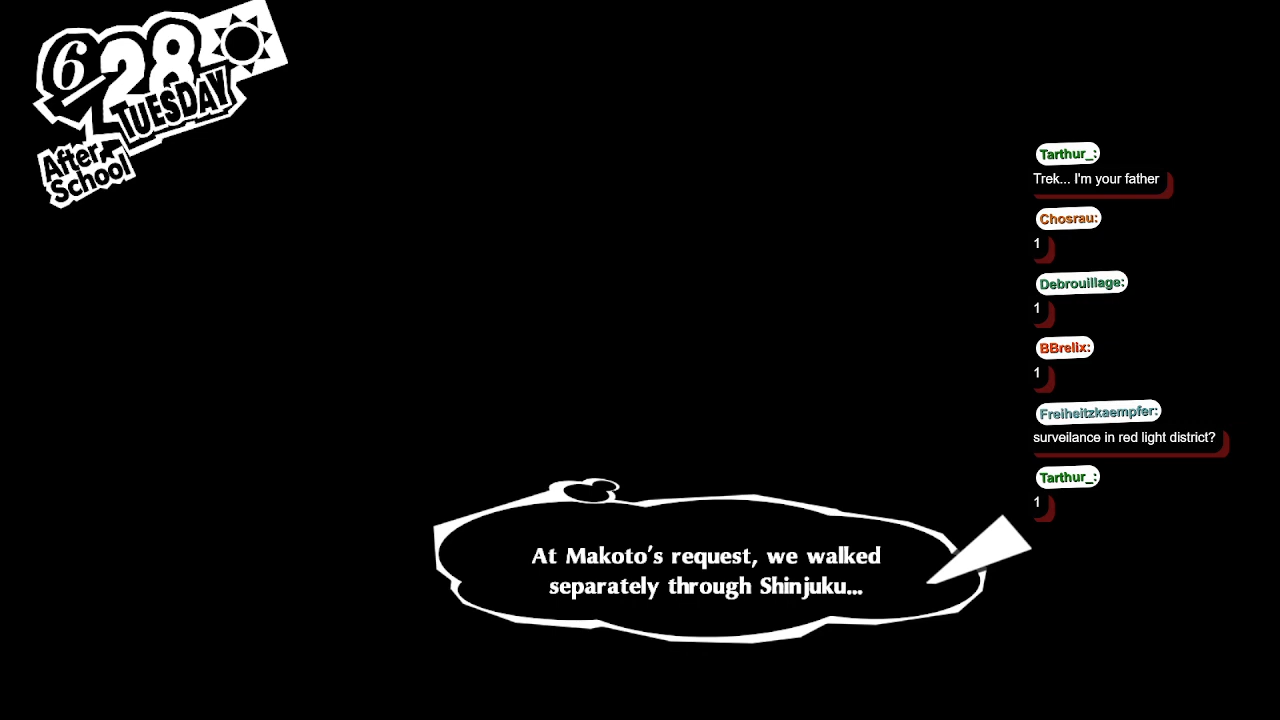 6/28
TUESDAY
After
School
Tarthur_:
Trek... I'm your father
Chosrau:
1
Debrouillage:
1
BBrelix:
1
Freiheitzkaempfer:
surveilance in red light district?
Tarthur_:
1
At Makoto's request, we walked
separately through Shinjuku...